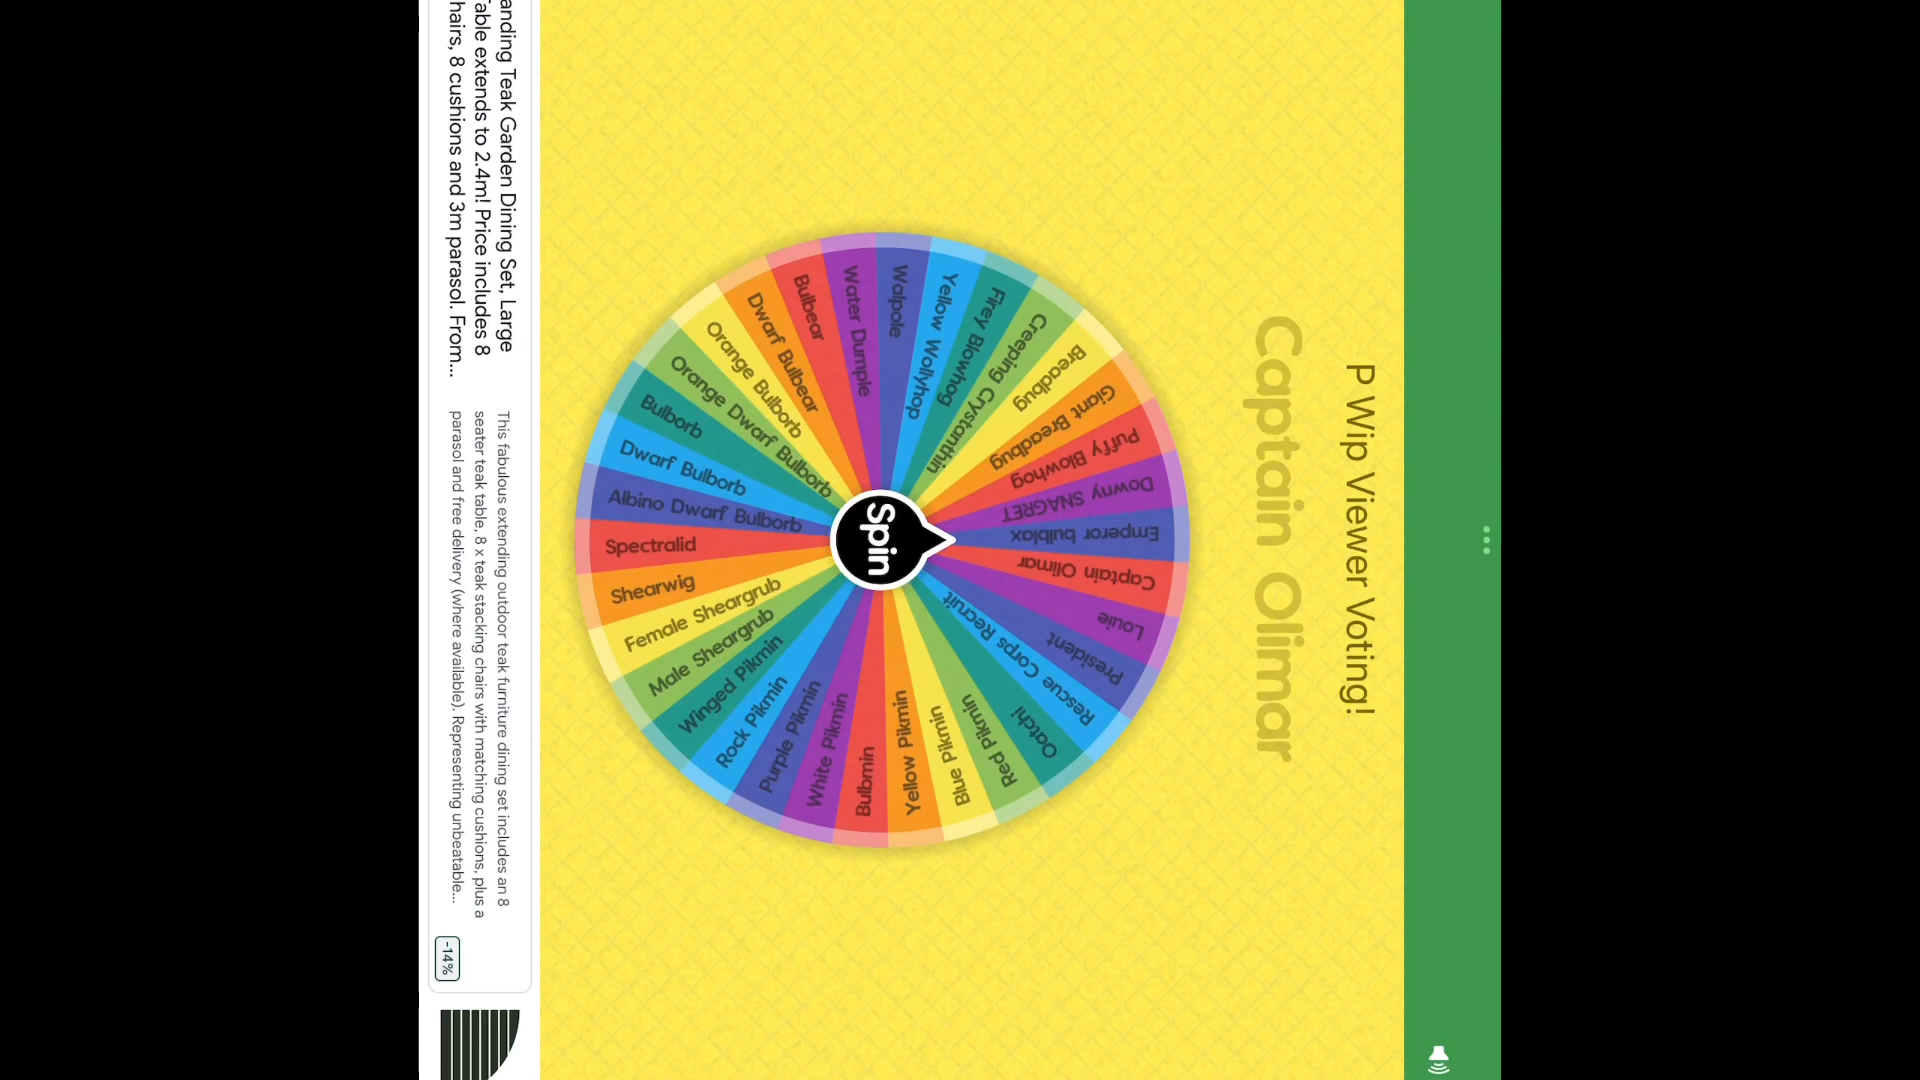 P Wip Viewer Voting!
Captain Olimar
Spin
Emperor bulblax
Captain Olimar
Louie
President
Rescue Corps Recruit
Oatchi
Red Pikmin
Blue Pikmin
Yellow Pikmin
Bulbmin
White Pikmin
Purple Pikmin
Rock Pikmin
Winged Pikmin
Male Sheargrub
Female Sheargrub
Shearwig
Spectralid
Albino Dwarf Bulborb
Dwarf Bulborb
Bulborb
Orange Dwarf Bulborb
Orange Bulborb
Dwarf Bulbear
Bulbear
Water Dumple
Walpole
Yellow Wollyhop
Firey Blowhog
Creeping Crystanthin
Breadbug
Giant Breadbug
Puffy Blowhog
Downy SNAGRET
anding Teak Garden Dining Set, Large
able extends to 2.4m! Price includes 8
hairs, 8 cushions and 3m parasol. From...
This fabulous extending outdoor teak furniture dining set includes an 8
seater teak table, 8 x teak stacking chairs with matching cushions, plus a
parasol and free delivery (where available). Representing unbeatable...
-14%